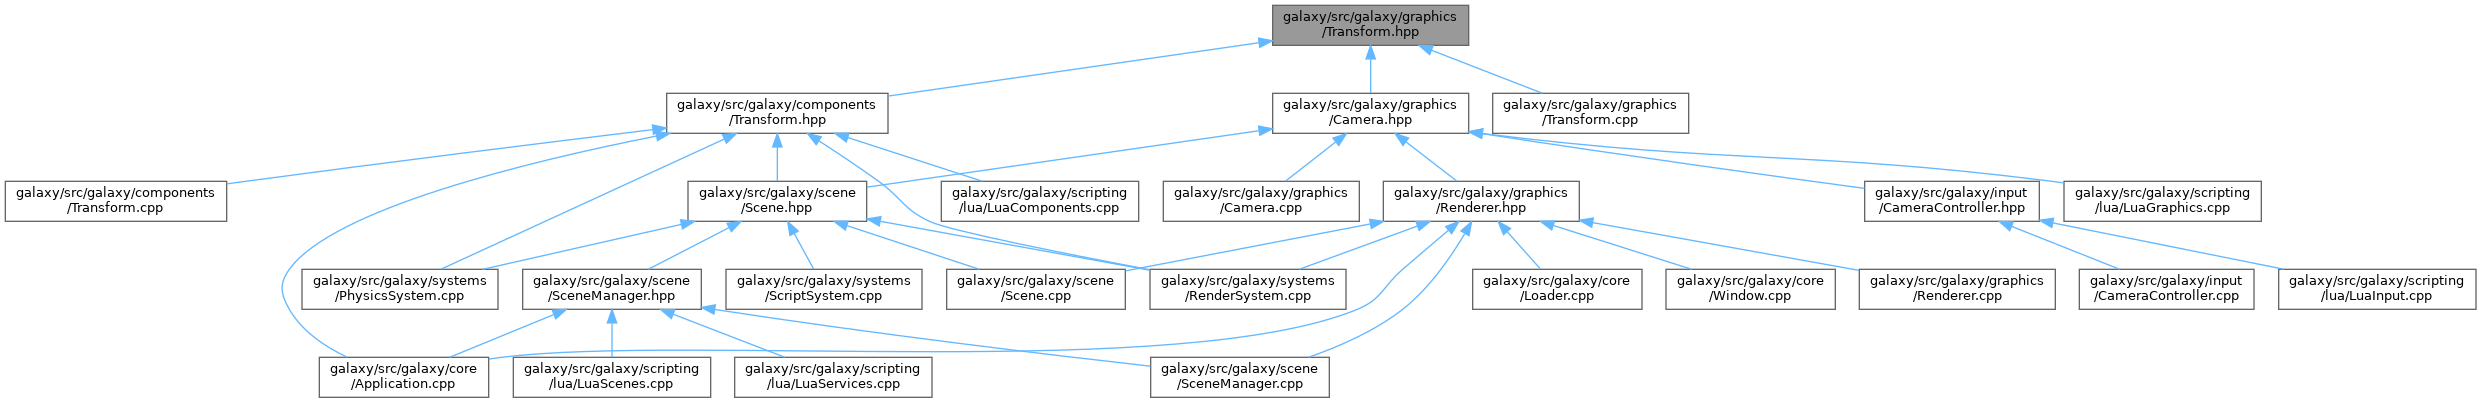 galaxy/src/galaxy/graphics
/Transform.hpp
galaxy/src/galaxy/components
/Transform.hpp
galaxy/src/galaxy/graphics
/Camera.hpp
galaxy/src/galaxy/graphics
/Transform.cpp
galaxy/src/galaxy/components
/Transform.cpp
galaxy/src/galaxy/scene
/Scene.hpp
galaxy/src/galaxy/scripting
/lua/LuaComponents.cpp
galaxy/src/galaxy/graphics
/Camera.cpp
galaxy/src/galaxy/graphics
/Renderer.hpp
galaxy/src/galaxy/input
/CameraController.hpp
galaxy/src/galaxy/scripting
/lua/LuaGraphics.cpp
galaxy/src/galaxy/systems
/PhysicsSystem.cpp
galaxy/src/galaxy/scene
/SceneManager.hpp
galaxy/src/galaxy/systems
/ScriptSystem.cpp
galaxy/src/galaxy/scene
/Scene.cpp
galaxy/src/galaxy/systems
/RenderSystem.cpp
galaxy/src/galaxy/core
/Loader.cpp
galaxy/src/galaxy/core
/Window.cpp
galaxy/src/galaxy/graphics
/Renderer.cpp
galaxy/src/galaxy/input
/CameraController.cpp
galaxy/src/galaxy/scripting
/lua/LuaInput.cpp
galaxy/src/galaxy/core
/Application.cpp
galaxy/src/galaxy/scripting
/lua/LuaScenes.cpp
galaxy/src/galaxy/scripting
/lua/LuaServices.cpp
galaxy/src/galaxy/scene
/SceneManager.cpp